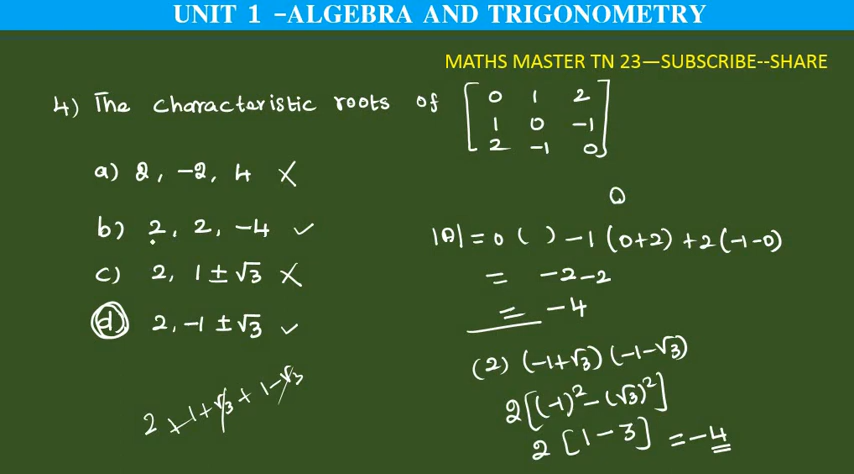 UNIT 1 -ALGEBRA AND TRIGONOMETRY
MATHS MASTER TN 23—SUBSCRIBE--SHARE
4) The characteristic roots of [ 0 1 2
1 0 -1
2 -1 0 ]
a) 2, -2, 4 ×
b) 2, 2, -4 ✓
c) 2, 1 ± √3 ×
d) 2, -1 ± √3 ✓
2 + 1 + √3 + 1 - √3
0
|A| = 0 ( ) - 1 (0+2) + 2 (-1-0)
= -2-2
= -4
(2) (-1+√3) (-1-√3)
2[(-1)² - (√3)²]
2 [1-3] = -4